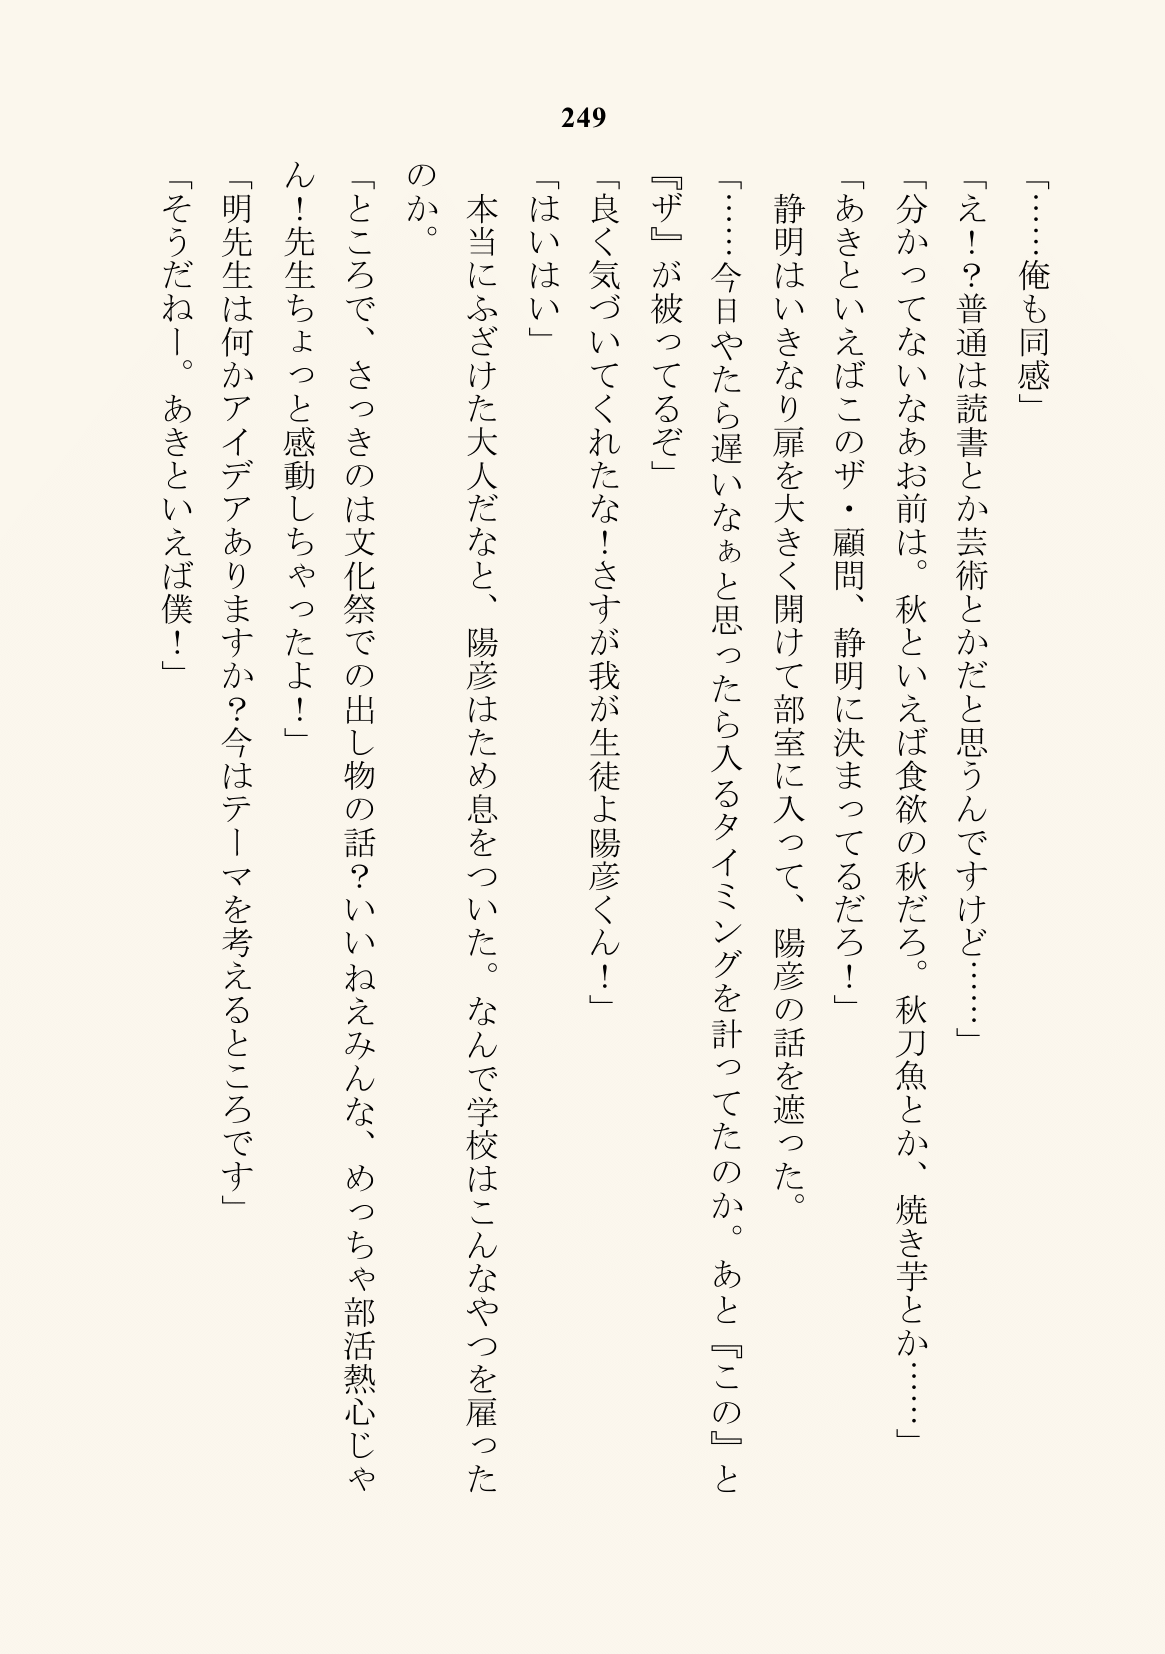 249
「……俺も同感」
「え！？普通は読書とか芸術とかだと思うんですけど……」
「分かってないなあお前は。秋といえば食欲の秋だろ。秋刀魚とか、焼き芋とか……」
「あきといえばこのザ・顧問、静明に決まってるだろ！」
　静明はいきなり扉を大きく開けて部室に入って、陽彦の話を遮った。
「……今日やたら遅いなぁと思ったら入るタイミングを計ってたのか。あと『この』と
『ザ』が被ってるぞ」
「良く気づいてくれたな！さすが我が生徒よ陽彦くん！」
「はいはい」
　本当にふざけた大人だなと、陽彦はため息をついた。なんで学校はこんなやつを雇った
のか。
「ところで、さっきのは文化祭での出し物の話？いいねえみんな、めっちゃ部活熱心じゃ
ん！先生ちょっと感動しちゃったよ！」
「明先生は何かアイデアありますか？今はテーマを考えるところです」
「そうだねー。あきといえば僕！」